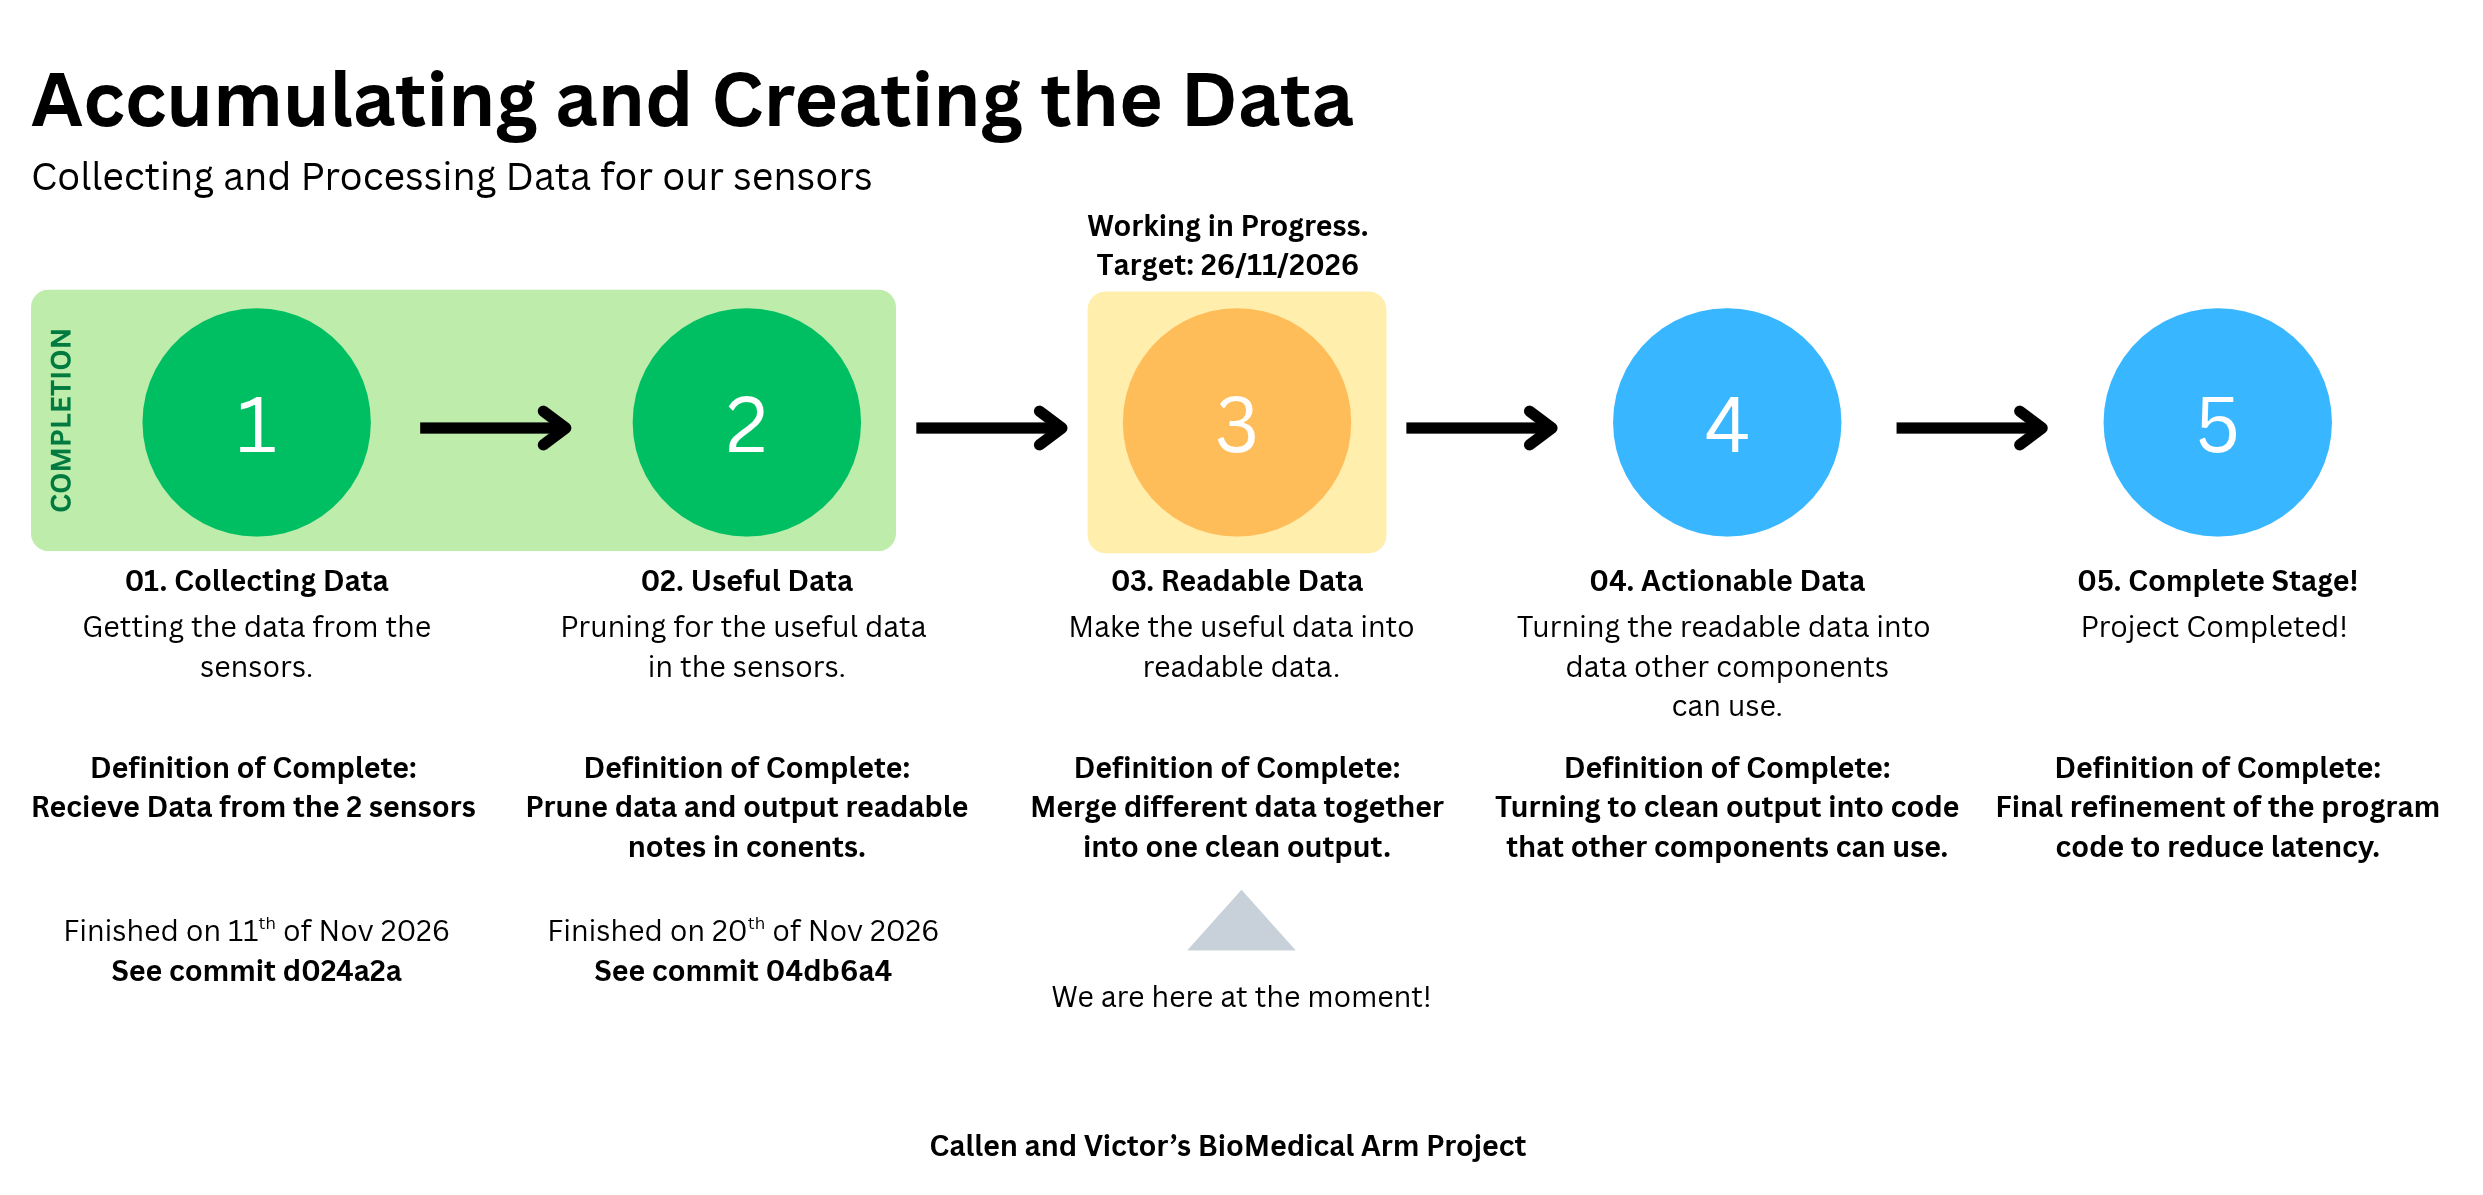 Accumulating and Creating the Data
Collecting and Processing Data for our sensors
Working in Progress.
Target: 26/11/2026
COMPLETION
1
2
3
4
5
01. Collecting Data
Getting the data from the
sensors.
Definition of Complete:
Recieve Data from the 2 sensors
Finished on 11th of Nov 2026
See commit d024a2a
02. Useful Data
Pruning for the useful data
in the sensors.
Definition of Complete:
Prune data and output readable
notes in conents.
Finished on 20th of Nov 2026
See commit 04db6a4
03. Readable Data
Make the useful data into
readable data.
Definition of Complete:
Merge different data together
into one clean output.
We are here at the moment!
04. Actionable Data
Turning the readable data into
data other components
can use.
Definition of Complete:
Turning to clean output into code
that other components can use.
05. Complete Stage!
Project Completed!
Definition of Complete:
Final refinement of the program
code to reduce latency.
Callen and Victor’s BioMedical Arm Project